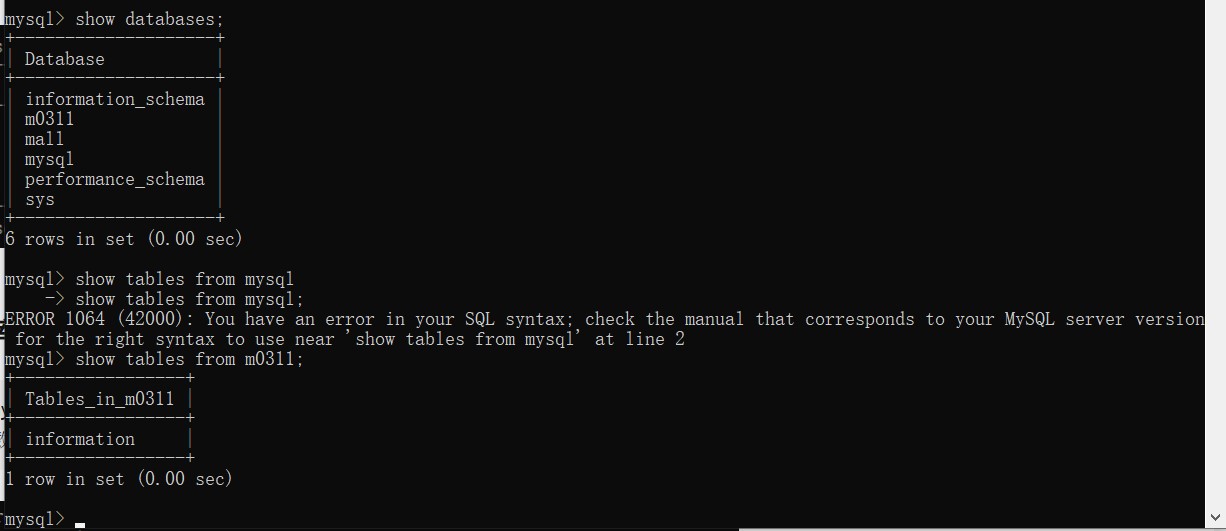 mysql> show databases;
+--------------------+
| Database           |
+--------------------+
| information_schema |
| m0311              |
| mall               |
| mysql              |
| performance_schema |
| sys                |
+--------------------+
6 rows in set (0.00 sec)

mysql> show tables from mysql
    -> show tables from mysql;
ERROR 1064 (42000): You have an error in your SQL syntax; check the manual that corresponds to your MySQL server version
 for the right syntax to use near 'show tables from mysql' at line 2
mysql> show tables from m0311;
+-----------------+
| Tables_in_m0311 |
+-----------------+
| information     |
+-----------------+
1 row in set (0.00 sec)

mysql>